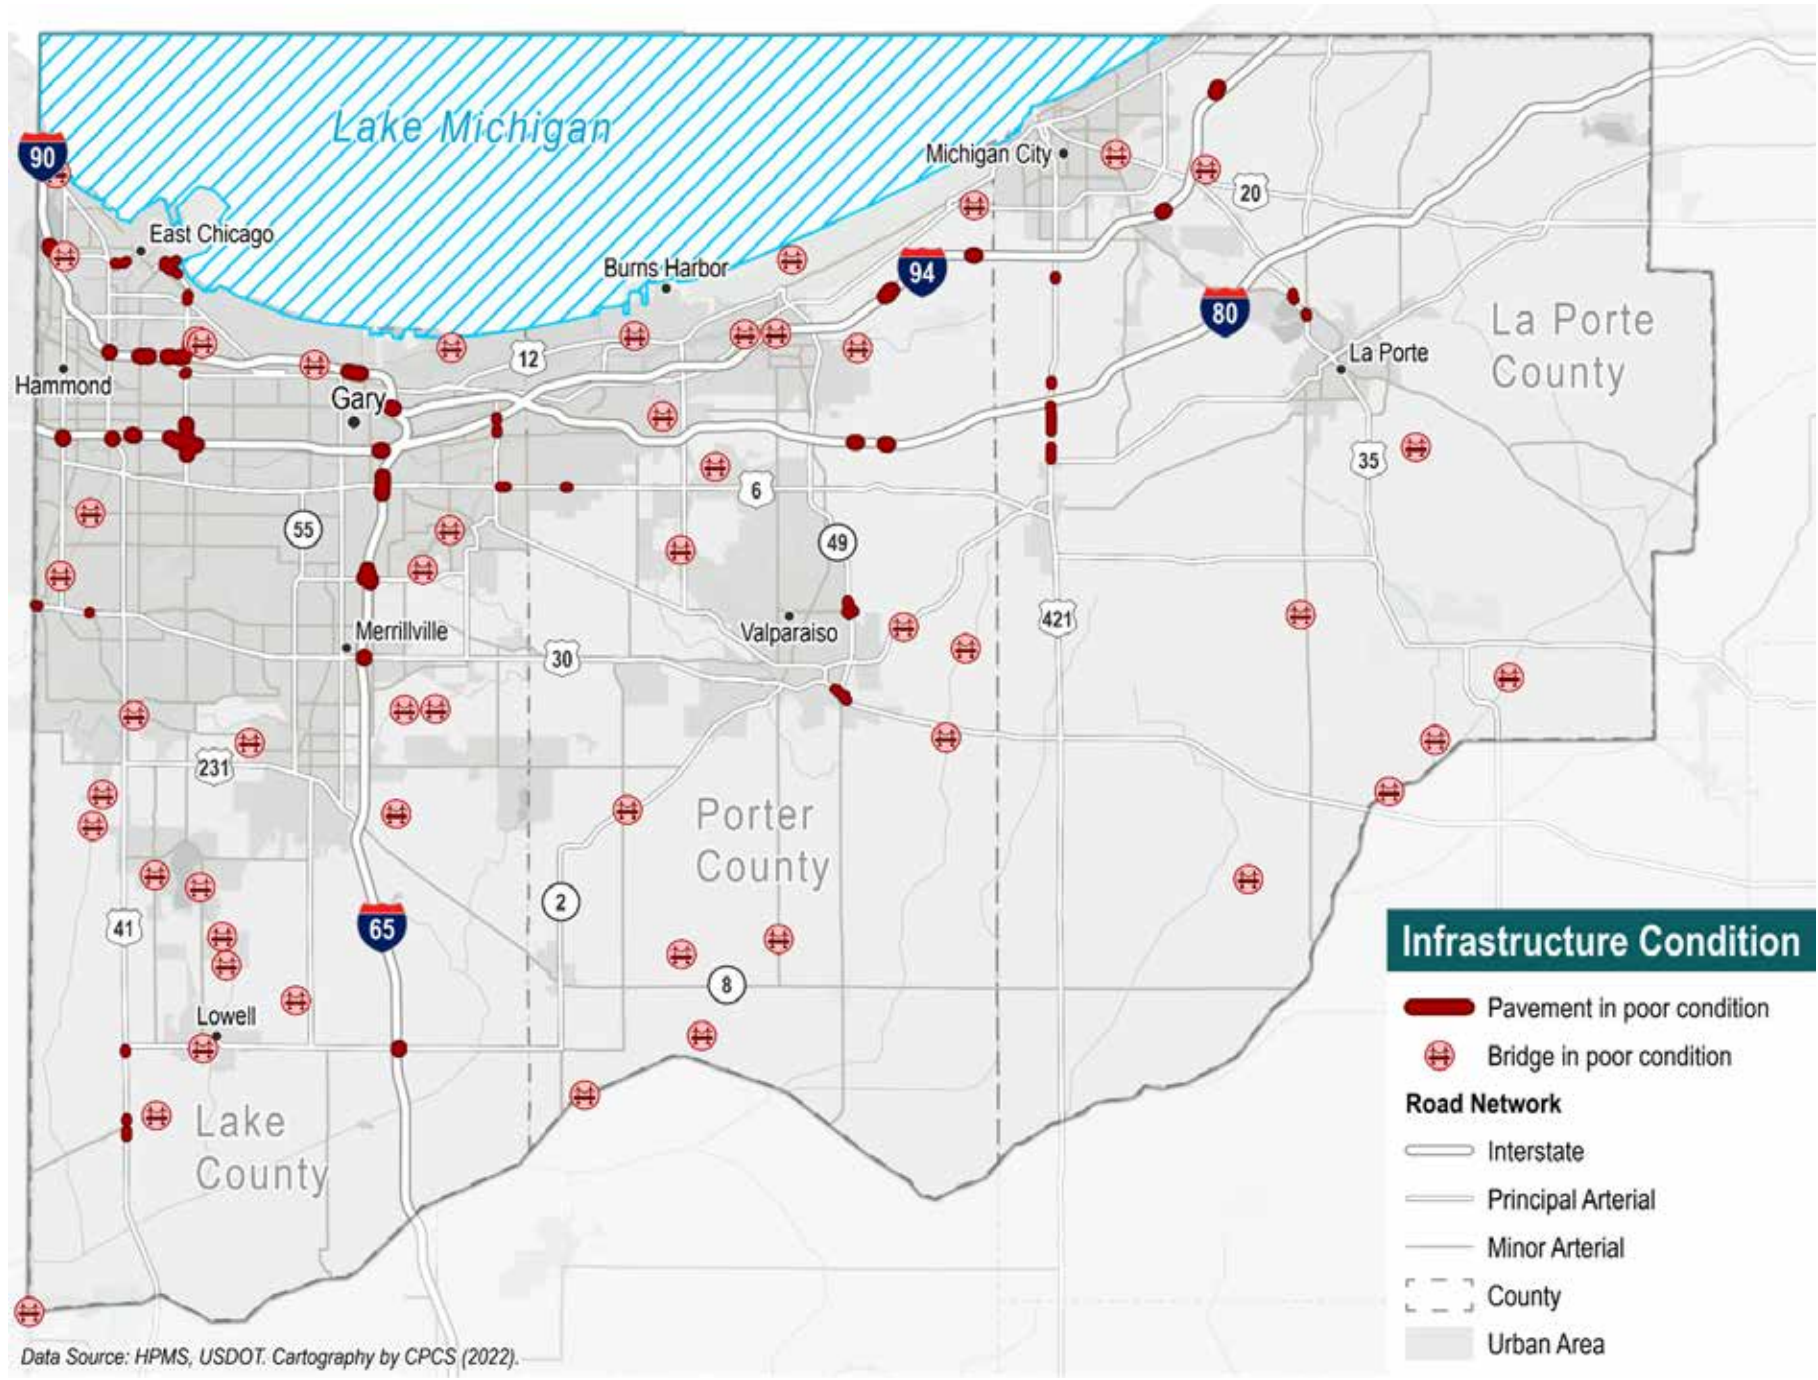 Lake Michigan
90
Michigan City
20
East Chicago
94
Burns Harbor
80
La Porte
County
12
La Porte
Hammond
Gary
35
6
55
49
421
Merrillville
Valparaiso
30
231
Porter
County
2
41
65
8
Lowell
Lake
County
Infrastructure Condition
Pavement in poor condition
Bridge in poor condition
Road Network
Interstate
Principal Arterial
Minor Arterial
County
Urban Area
Data Source: HPMS, USDOT. Cartography by CPCS (2022).